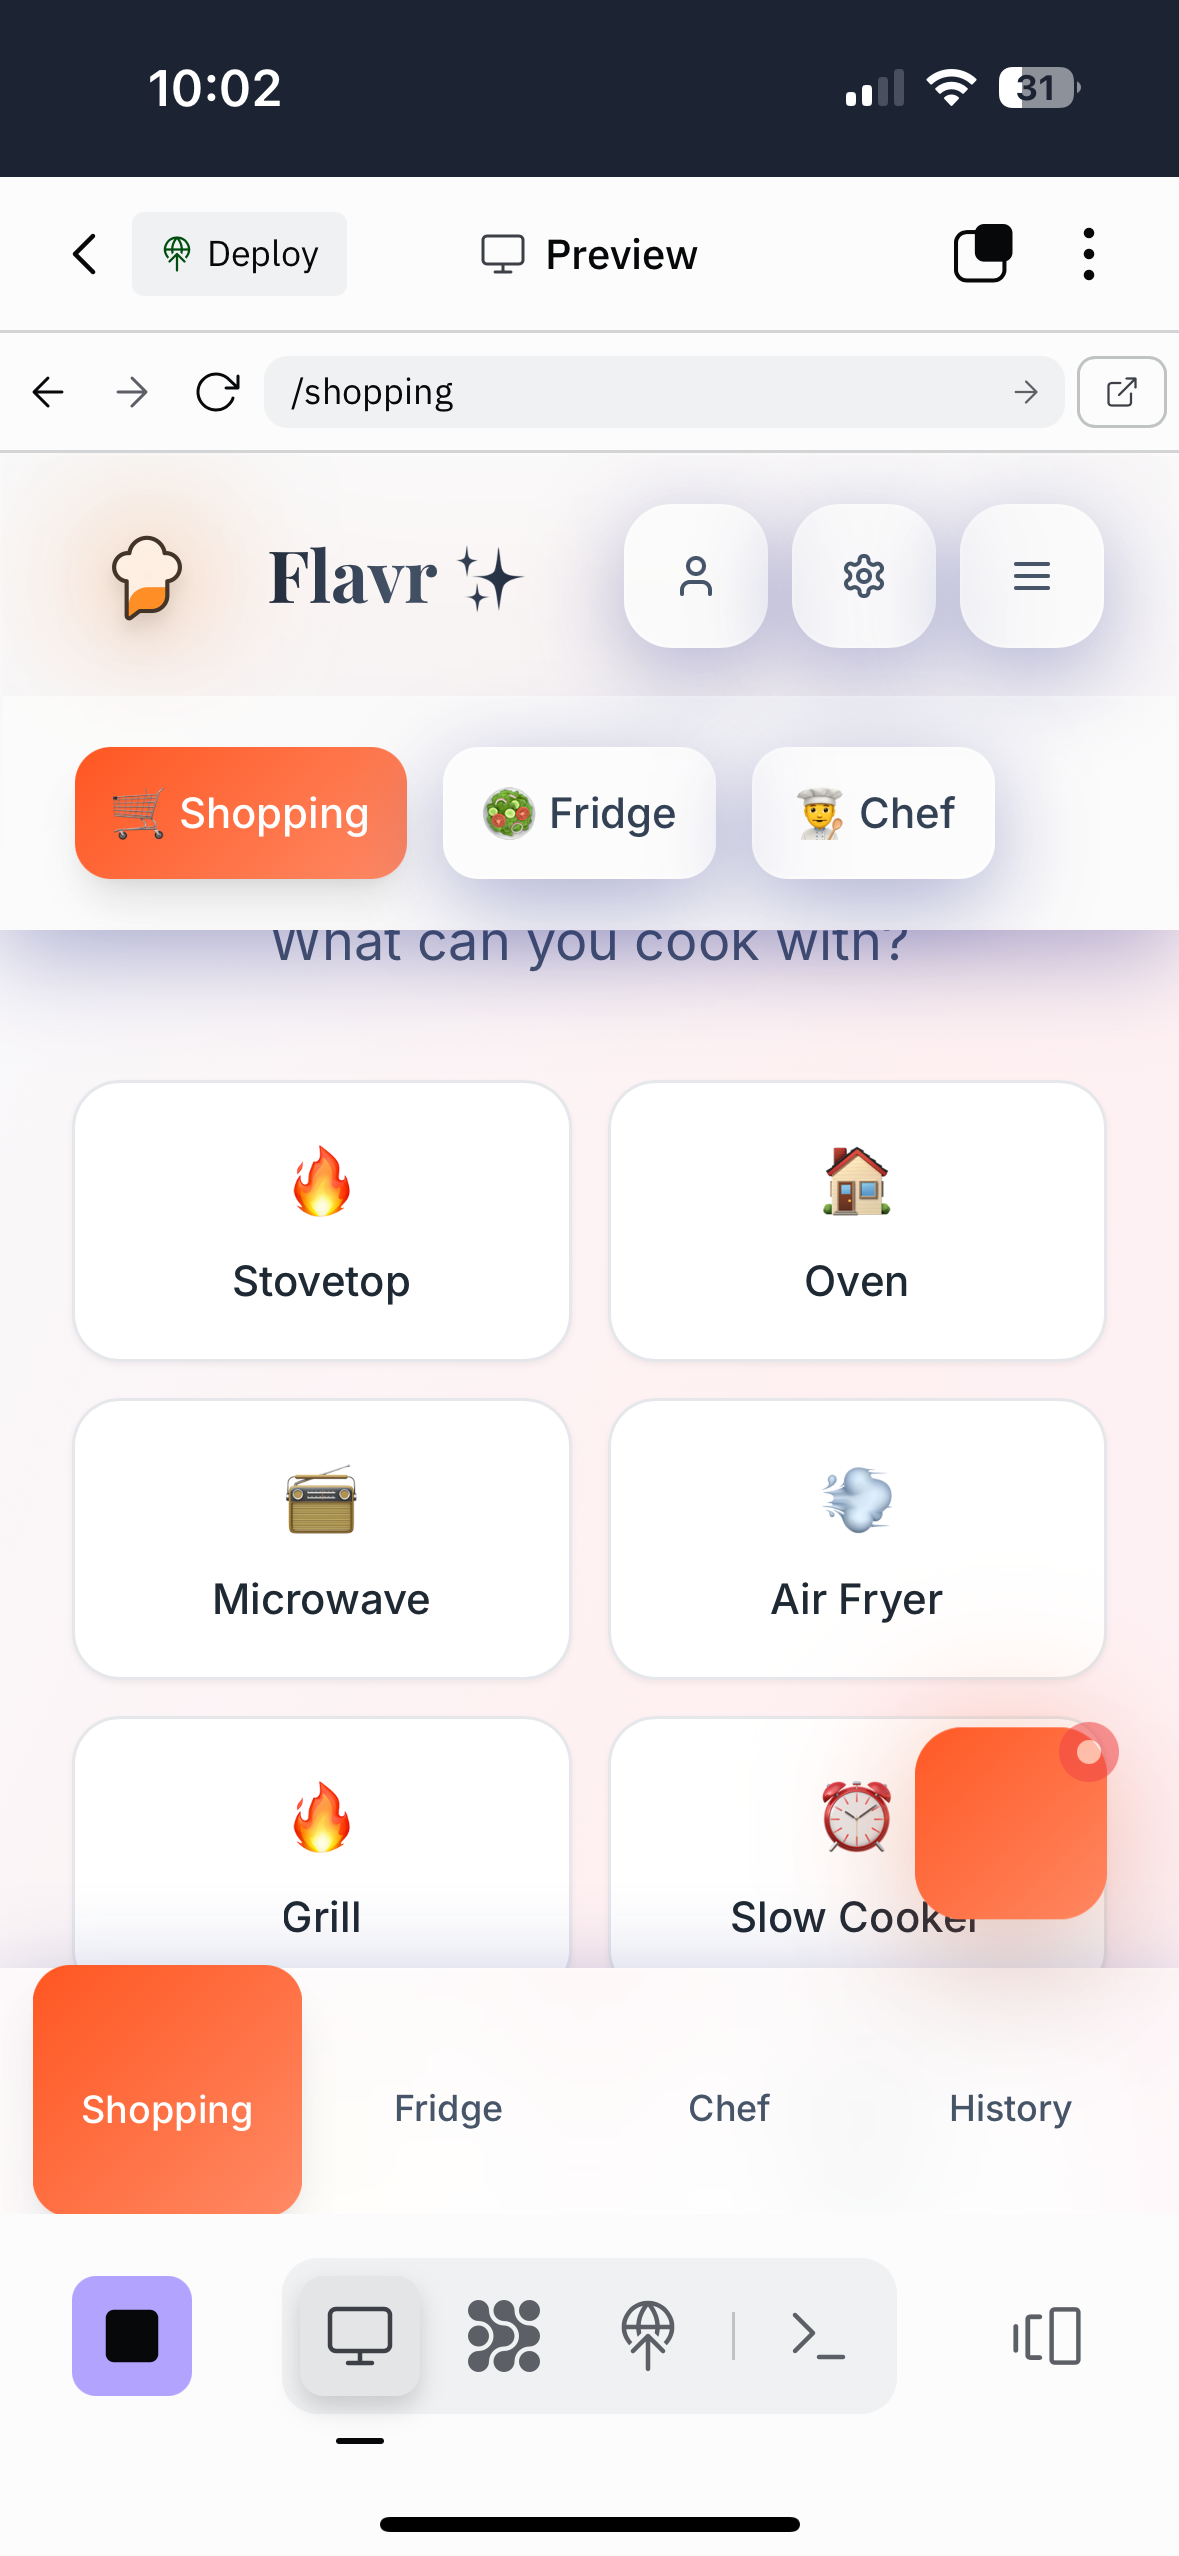 10:02
31
Deploy
Preview
/shopping
Flavr
Shopping
Fridge
Chef
What can you cook with?
Stovetop
Oven
Microwave
Air Fryer
Grill
Slow Cooker
Shopping
Fridge
Chef
History